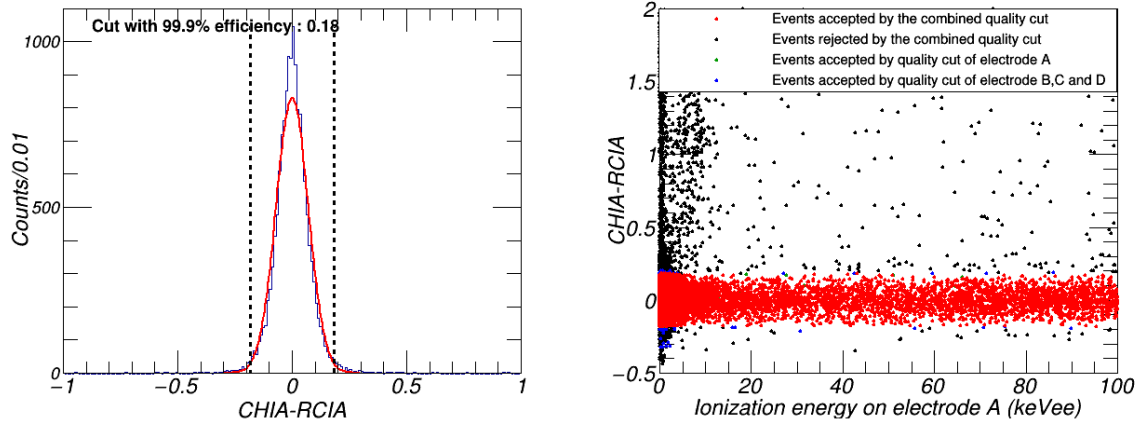 Cut with 99.9% efficiency : 0.18
1000
500
0
Counts/0.01
−1
−0.5
0
0.5
1
CHIA-RCIA
Events accepted by the combined quality cut
Events rejected by the combined quality cut
Events accepted by quality cut of electrode A
Events accepted by quality cut of electrode B,C and D
2
1.5
1
0.5
0
−0.5
CHIA-RCIA
0
20
40
60
80
100
Ionization energy on electrode A (keVee)